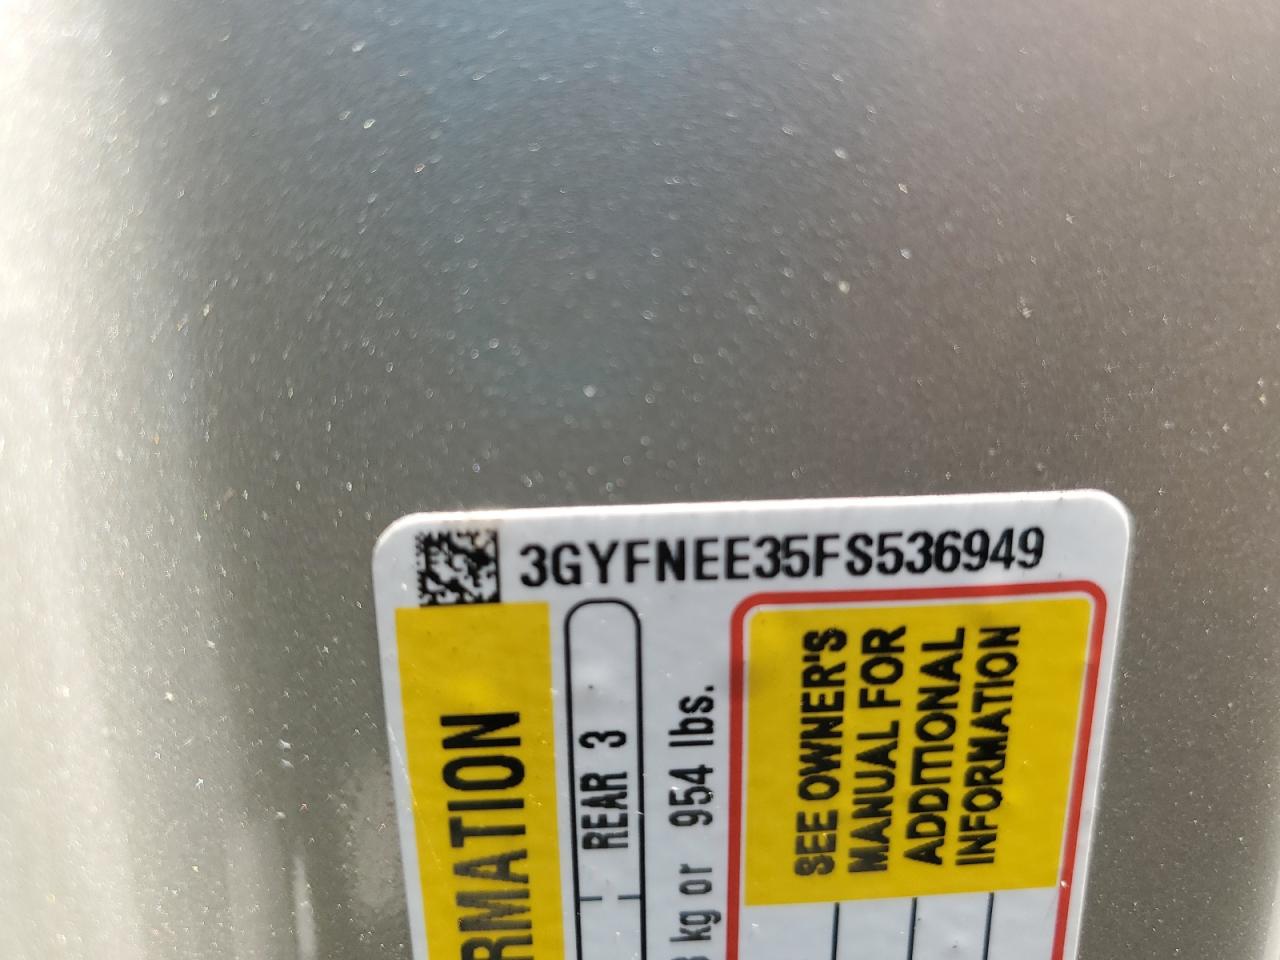 3GYFNEE35FS536949
RMATION
REAR 3
kg or 954 lbs.
SEE OWNER'S
MANUAL FOR
ADDITIONAL
INFORMATION